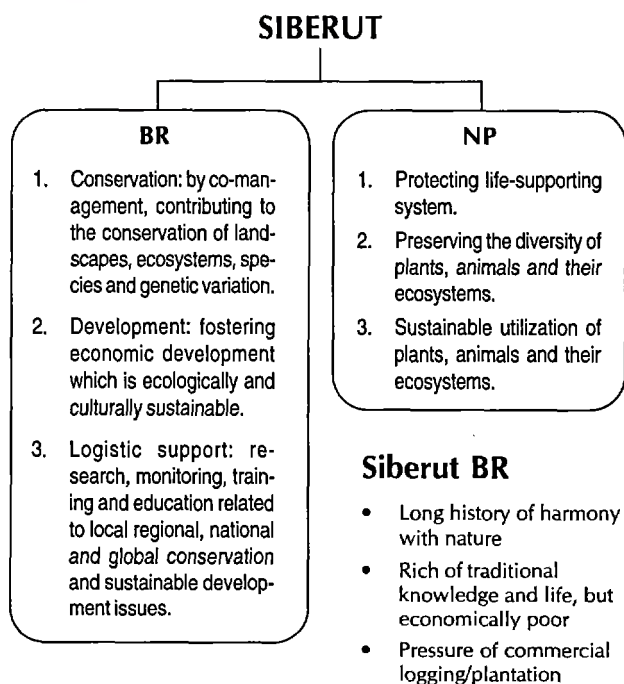 SIBERUT
BR
1. Conservation: by co-man-
agement, contributing to
the conservation of land-
scapes, ecosystems, spe-
cies and genetic variation.
2. Development: fostering
economic development
which is ecologically and
culturally sustainable.
3. Logistic support: re-
search, monitoring, train-
ing and education related
to local regional, national
and global conservation
and sustainable develop-
ment issues.
NP
1. Protecting life-supporting
system.
2. Preserving the diversity of
plants, animals and their
ecosystems.
3. Sustainable utilization of
plants, animals and their
ecosystems.
Siberut BR
• Long history of harmony
with nature
• Rich of traditional
knowledge and life, but
economically poor
• Pressure of commercial
logging/plantation